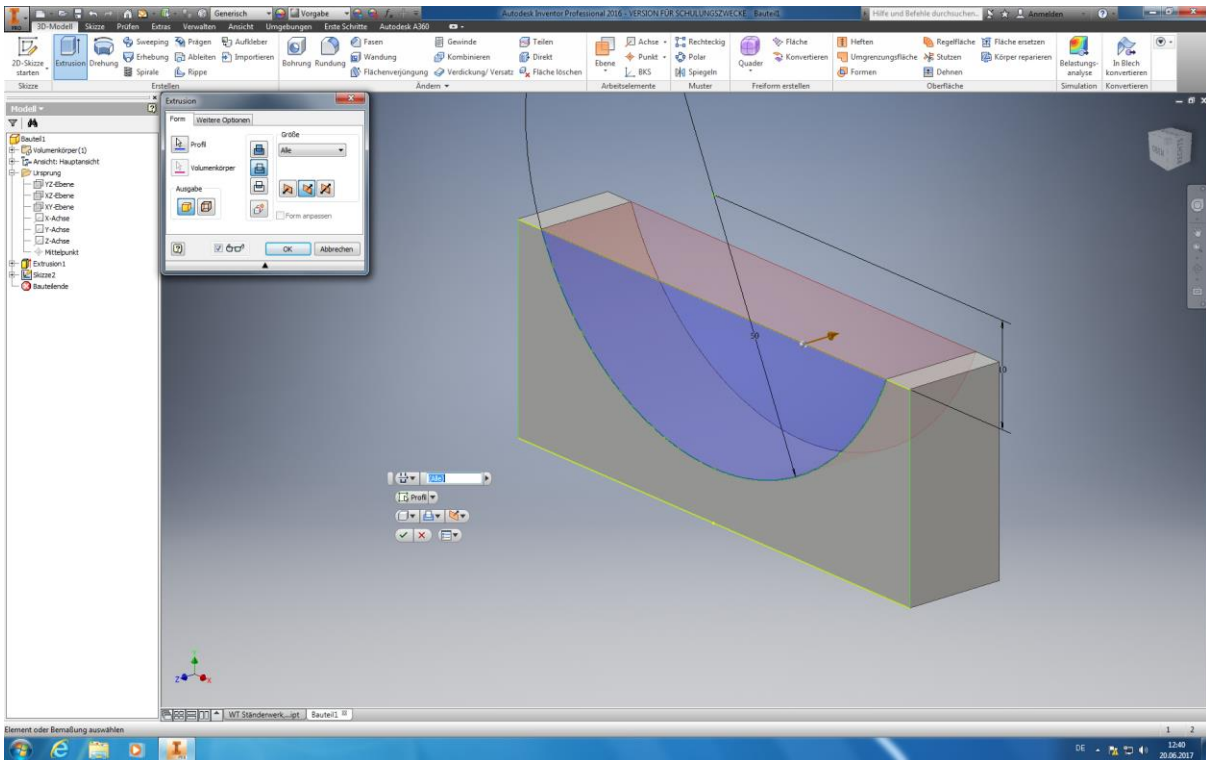 Generisch
Vorgabe
Autodesk Inventor Professional 2016 - VERSION FÜR SCHULUNGSZWECKE Bauteil1
Hilfe und Befehle durchsuchen...
Anmelden
3D-Modell Skizze Prüfen Extras Verwalten Ansicht Umgebungen Erste Schritte Autodesk A360
2D-Skizze starten
Extrusion
Drehung
Sweeping
Erhebung
Spirale
Prägen
Ableiten
Rippe
Aufkleber
Importieren
Bohrung
Rundung
Fasen
Wandung
Flächenverjüngung
Gewinde
Kombinieren
Verdickung/ Versatz
Teilen
Direkt
Fläche löschen
Ebene
Achse
Punkt
BKS
Rechteckig
Polar
Spiegeln
Quader
Fläche
Konvertieren
Heften
Umgrenzungsfläche
Formen
Regelfläche
Stutzen
Dehnen
Fläche ersetzen
Körper reparieren
Belastungs-
analyse
In Blech
konvertieren
Skizze
Erstellen
Ändern
Arbeitselemente
Muster
Freiform erstellen
Oberfläche
Simulation
Konvertieren
Modell
Bauteil1
Volumenkörper(1)
Ansicht: Hauptansicht
Ursprung
YZ-Ebene
XZ-Ebene
XY-Ebene
X-Achse
Y-Achse
Z-Achse
Mittelpunkt
Extrusion1
Skizze2
Bauteilende
Extrusion
Form
Weitere Optionen
Profil
Volumenkörper
Ausgabe
Größe
Alle
Form anpassen
OK
Abbrechen
50
10
Alle
Profil
Y
Z
X
WT Ständerwerk,...ipt
Bauteil1
Element oder Bemaßung auswählen
1 2
DE
12:40
20.06.2017